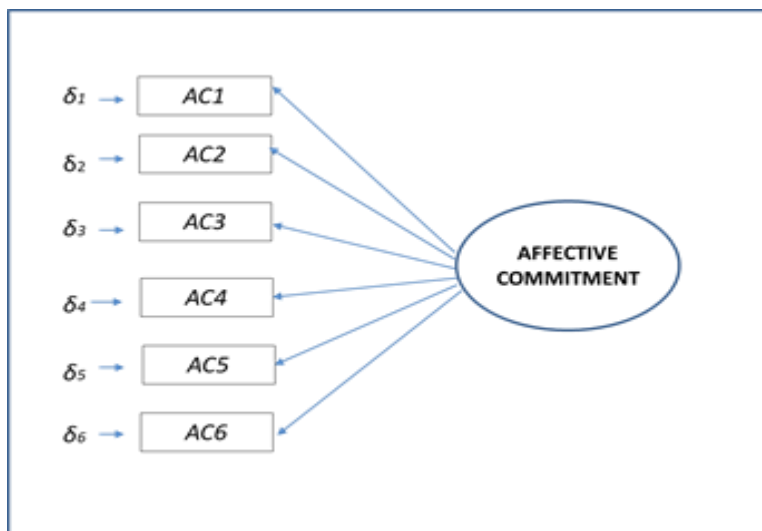 δ1
AC1
δ2
AC2
δ3
AC3
AFFECTIVE
COMMITMENT
δ4
AC4
δ5
AC5
δ6
AC6